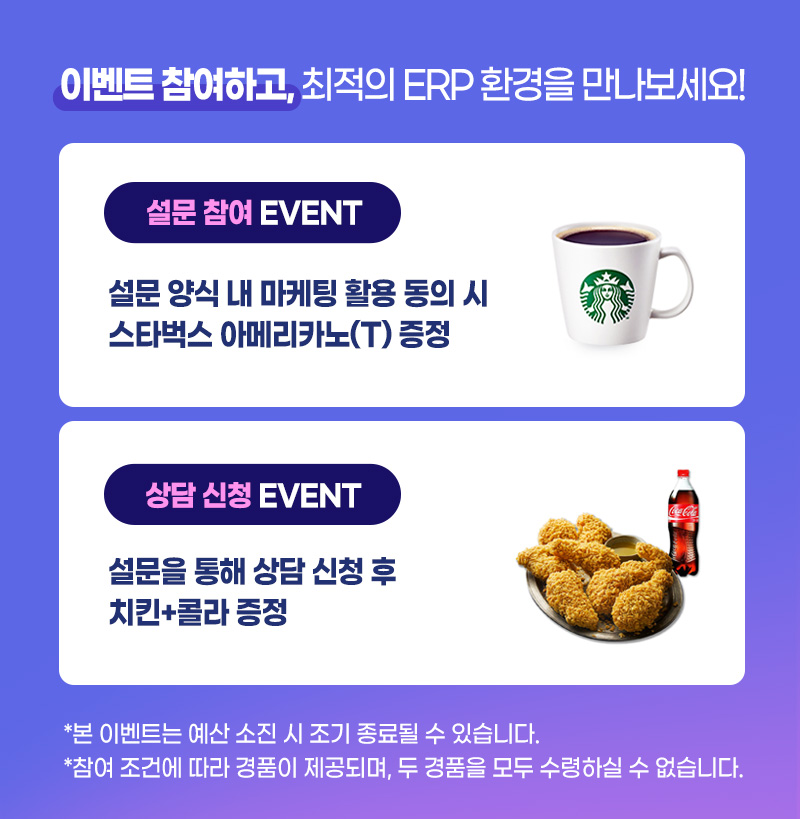 이벤트 참여하고, 최적의 ERP 환경을 만나보세요!
설문 참여 EVENT
설문 양식 내 마케팅 활용 동의 시
스타벅스 아메리카노(T) 증정
상담 신청 EVENT
Coca-Cola
설문을 통해 상담 신청 후
치킨+콜라 증정
*본 이벤트는 예산 소진 시 조기 종료될 수 있습니다.
*참여 조건에 따라 경품이 제공되며, 두 경품을 모두 수령하실 수 없습니다.